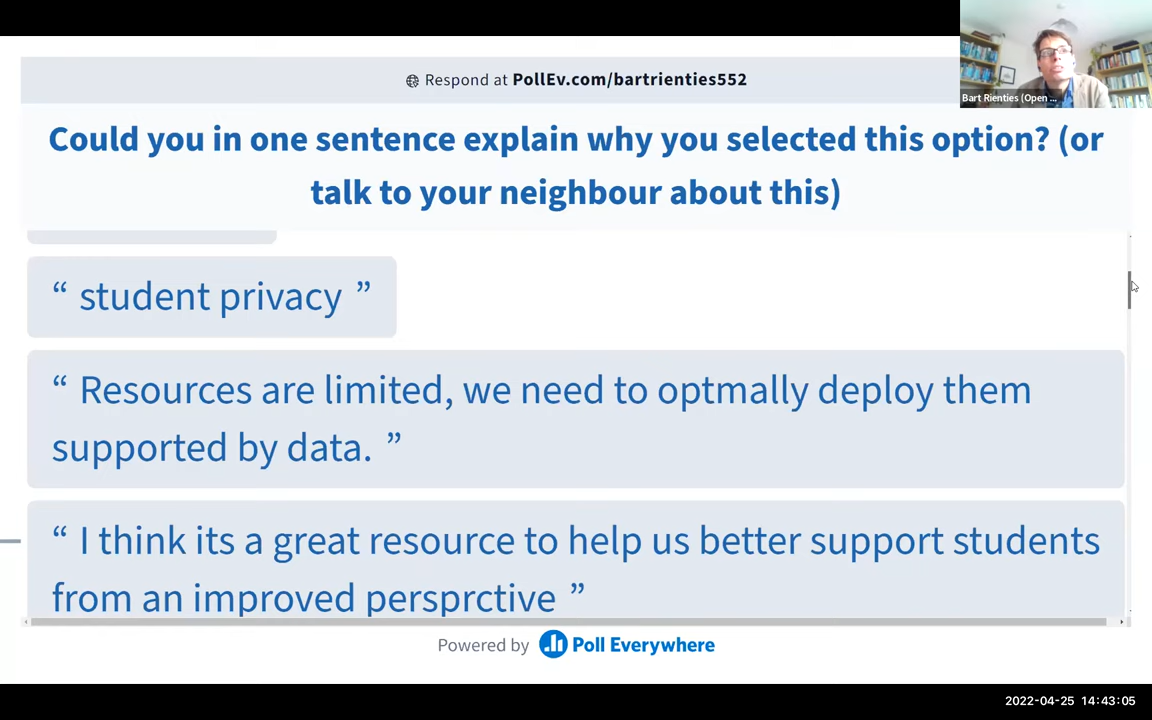 Respond at PollEv.com/bartrienties552
Bart Rienties (Open ...
Could you in one sentence explain why you selected this option? (or
talk to your neighbour about this)
“ student privacy ”
“ Resources are limited, we need to optmally deploy them
supported by data. ”
“ I think its a great resource to help us better support students
from an improved persprctive ”
Powered by Poll Everywhere
2022-04-25 14:43:05